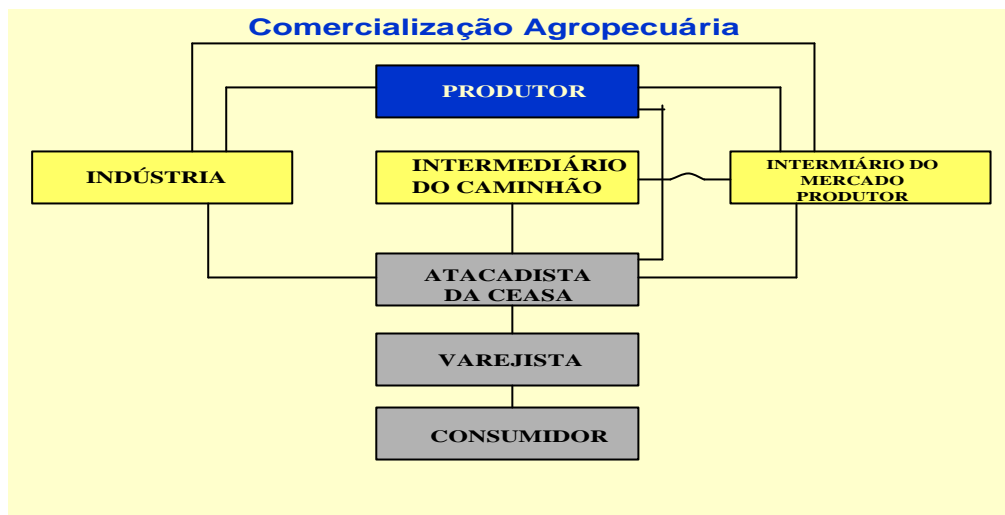 Comercialização Agropecuária
PRODUTOR
INDÚSTRIA
INTERMEDIÁRIO
DO CAMINHÃO
INTERMIÁRIO DO
MERCADO
PRODUTOR
ATACADISTA
DA CEASA
VAREJISTA
CONSUMIDOR